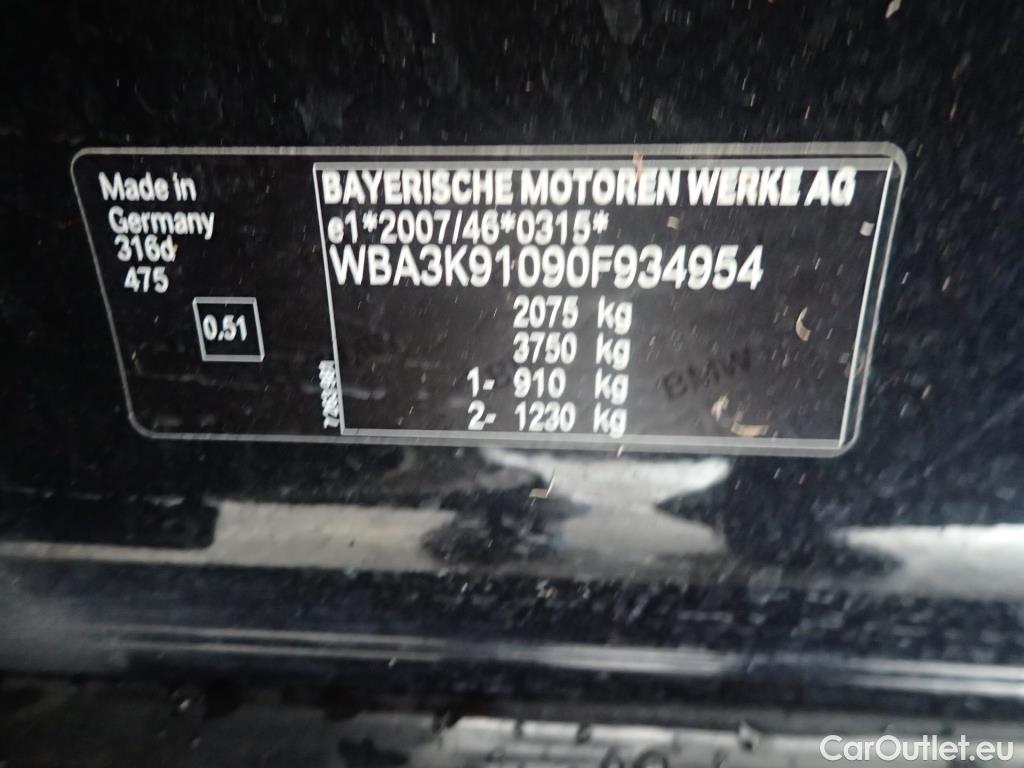 Made in
Germany
316d
475
0.51
BAYERISCHE MOTOREN WERKE AG
e1*2007/46*0315*
WBA3K91090F934954
2075 kg
3750 kg
1- 910 kg
2- 1230 kg
BMW
CarOutlet.eu